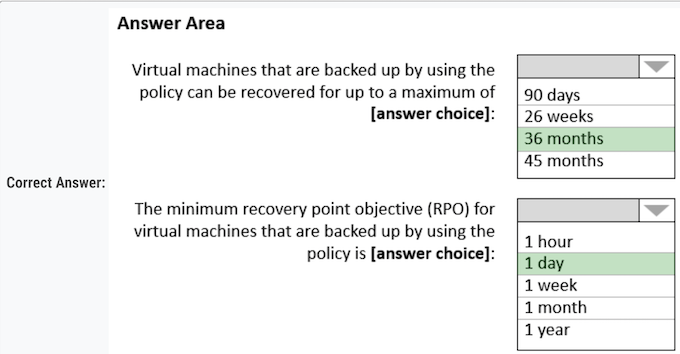 Answer Area
Virtual machines that are backed up by using the
policy can be recovered for up to a maximum of
[answer choice]:
90 days
26 weeks
36 months
45 months
Correct Answer:
The minimum recovery point objective (RPO) for
virtual machines that are backed up by using the
policy is [answer choice]:
1 hour
1 day
1 week
1 month
1 year